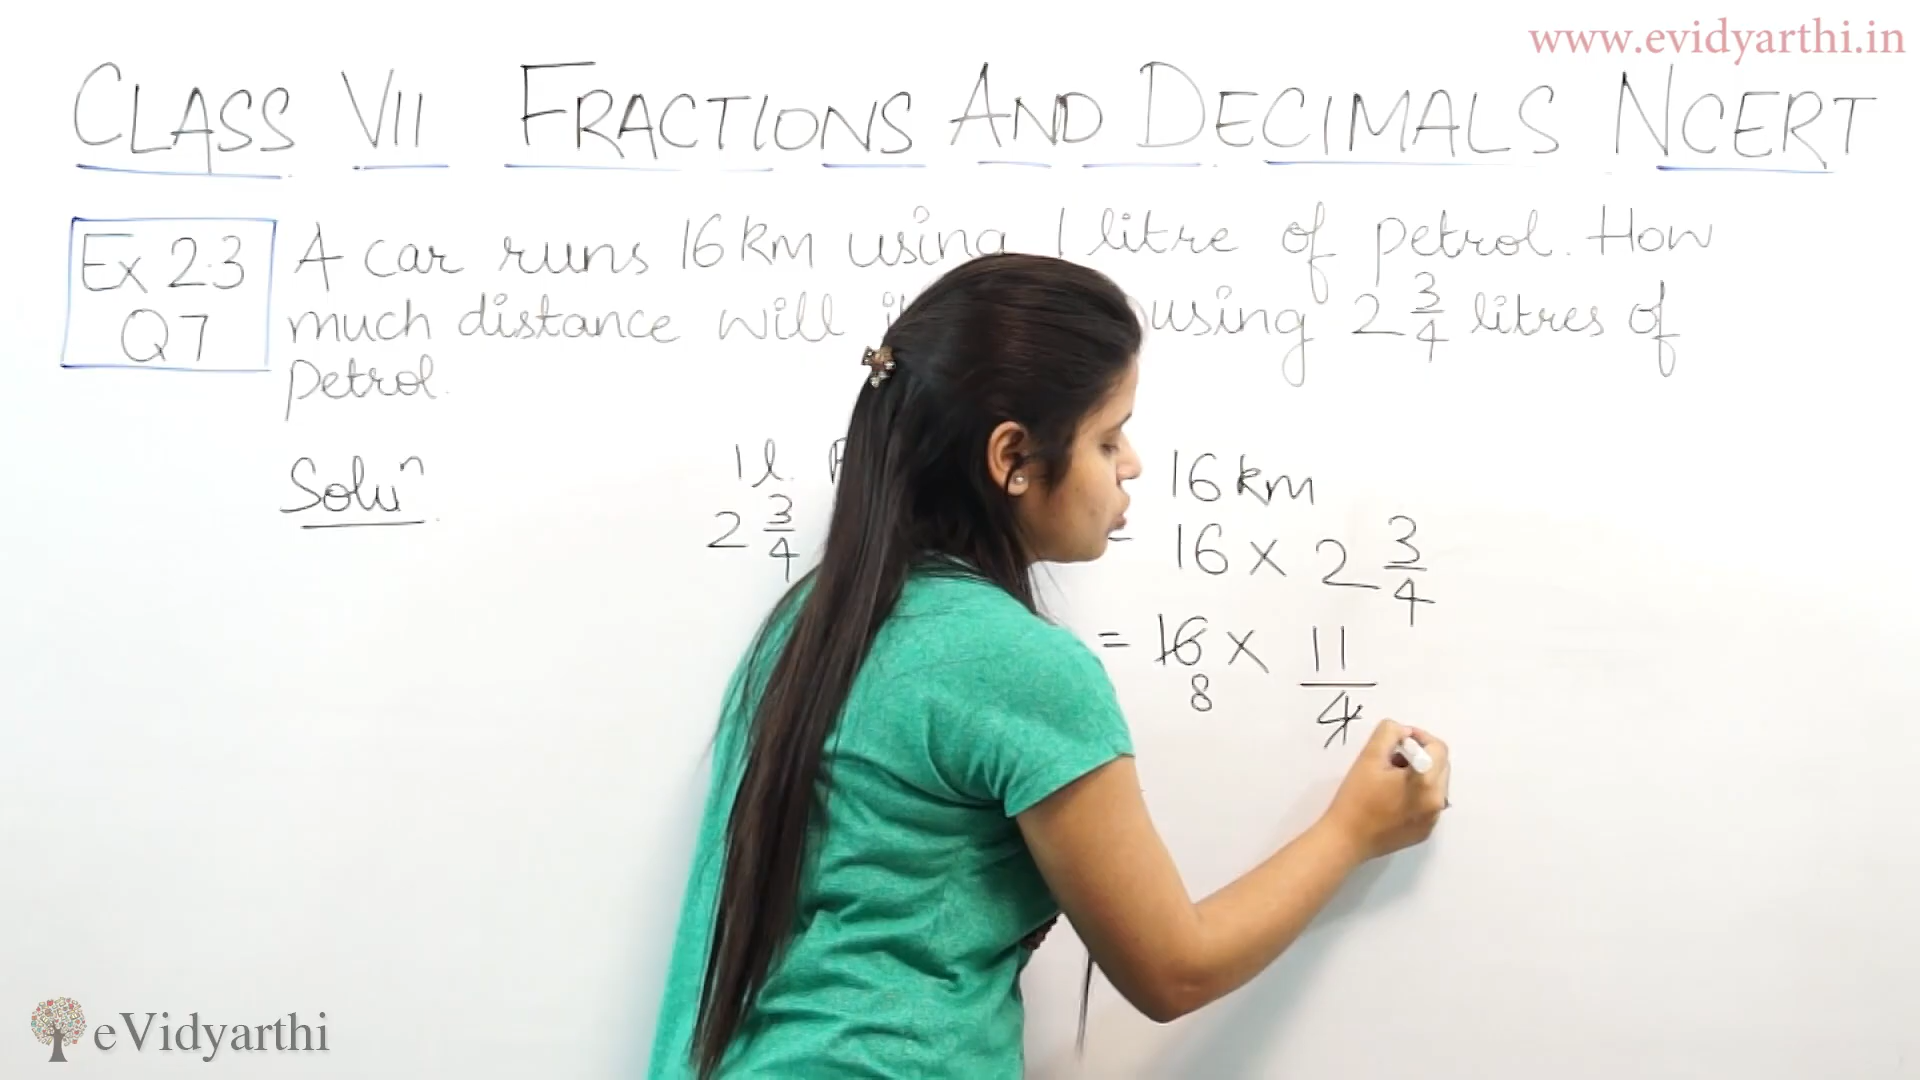 www.evidyarthi.in
CLASS VII FRACTIONS AND DECIMALS NCERT
Ex 2.3
Q7
A car runs 16 km using 1 litre of petrol. How
much distance will using 2 3/4 litres of
petrol.
Soluⁿ
1 l. 16 km
2 3/4 = 16 × 2 3/4
= 16 × 11/4
8
eVidyarthi